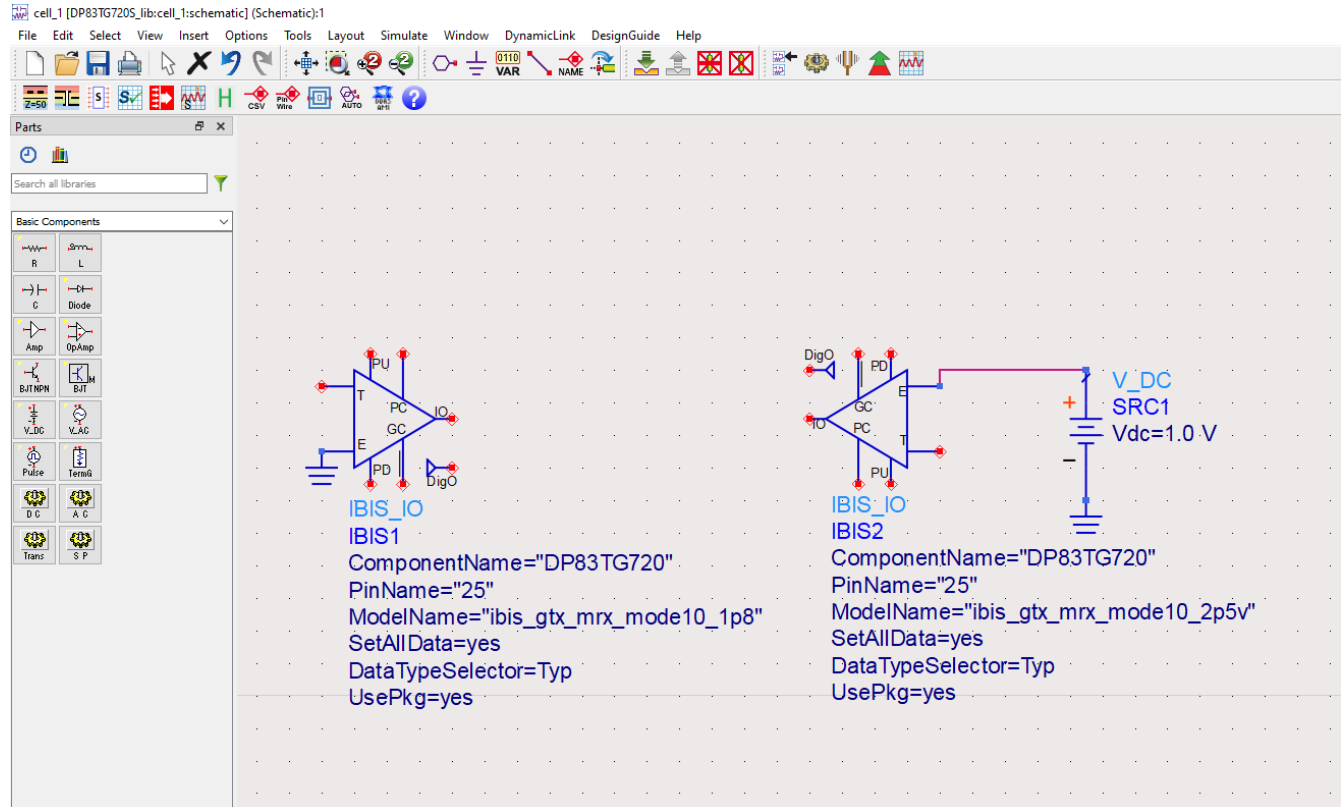 cell_1 [DP83TG720S_lib:cell_1:schematic] (Schematic):1
File Edit Select View Insert Options Tools Layout Simulate Window DynamicLink DesignGuide Help
0110
VAR
NAME
Z=50
S
S
S
H
CSV
Pin
Wire
AUTO
DDR5
AMI
?
Parts
Search all libraries
Basic Components
R L
C Diode
Amp OpAmp
BJTNPN BJT
M
V_DC V_AC
Pulse TermG
DC AC
Trans SP
PU
T
PC
IO
GC
E
PD
DigO
IBIS_IO
IBIS1
ComponentName="DP83TG720"
PinName="25"
ModelName="ibis_gtx_mrx_mode10_1p8"
SetAllData=yes
DataTypeSelector=Typ
UsePkg=yes
DigO
PD
E
GC
IO
PC
T
PU
IBIS_IO
IBIS2
ComponentName="DP83TG720"
PinName="25"
ModelName="ibis_gtx_mrx_mode10_2p5v"
SetAllData=yes
DataTypeSelector=Typ
UsePkg=yes
V_DC
SRC1
+
Vdc=1.0 V
−